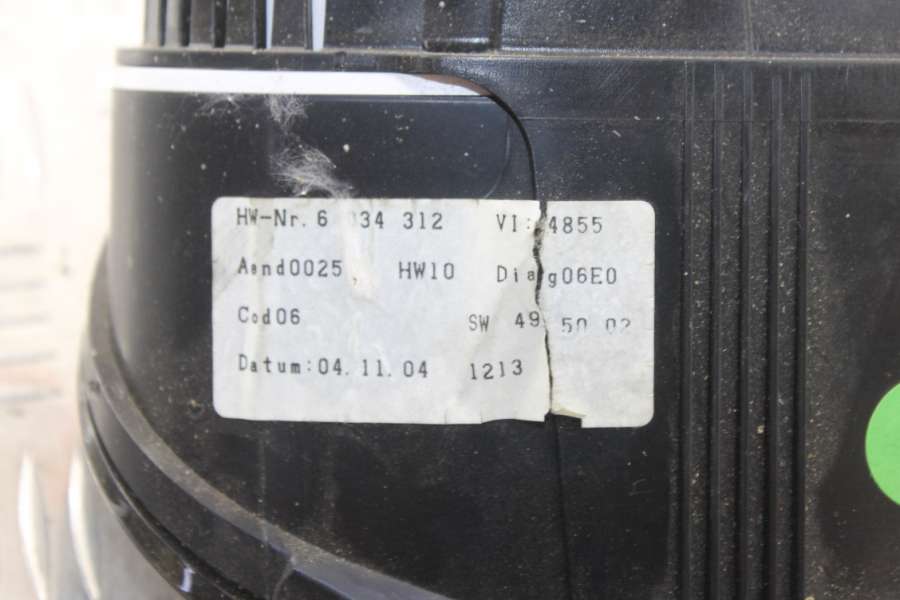 HW-Nr. 6 34 312 VI: 4855
Aend0025 HW10 Diag06E0
Cod06 SW 49 50 02
Datum:04.11.04 1213